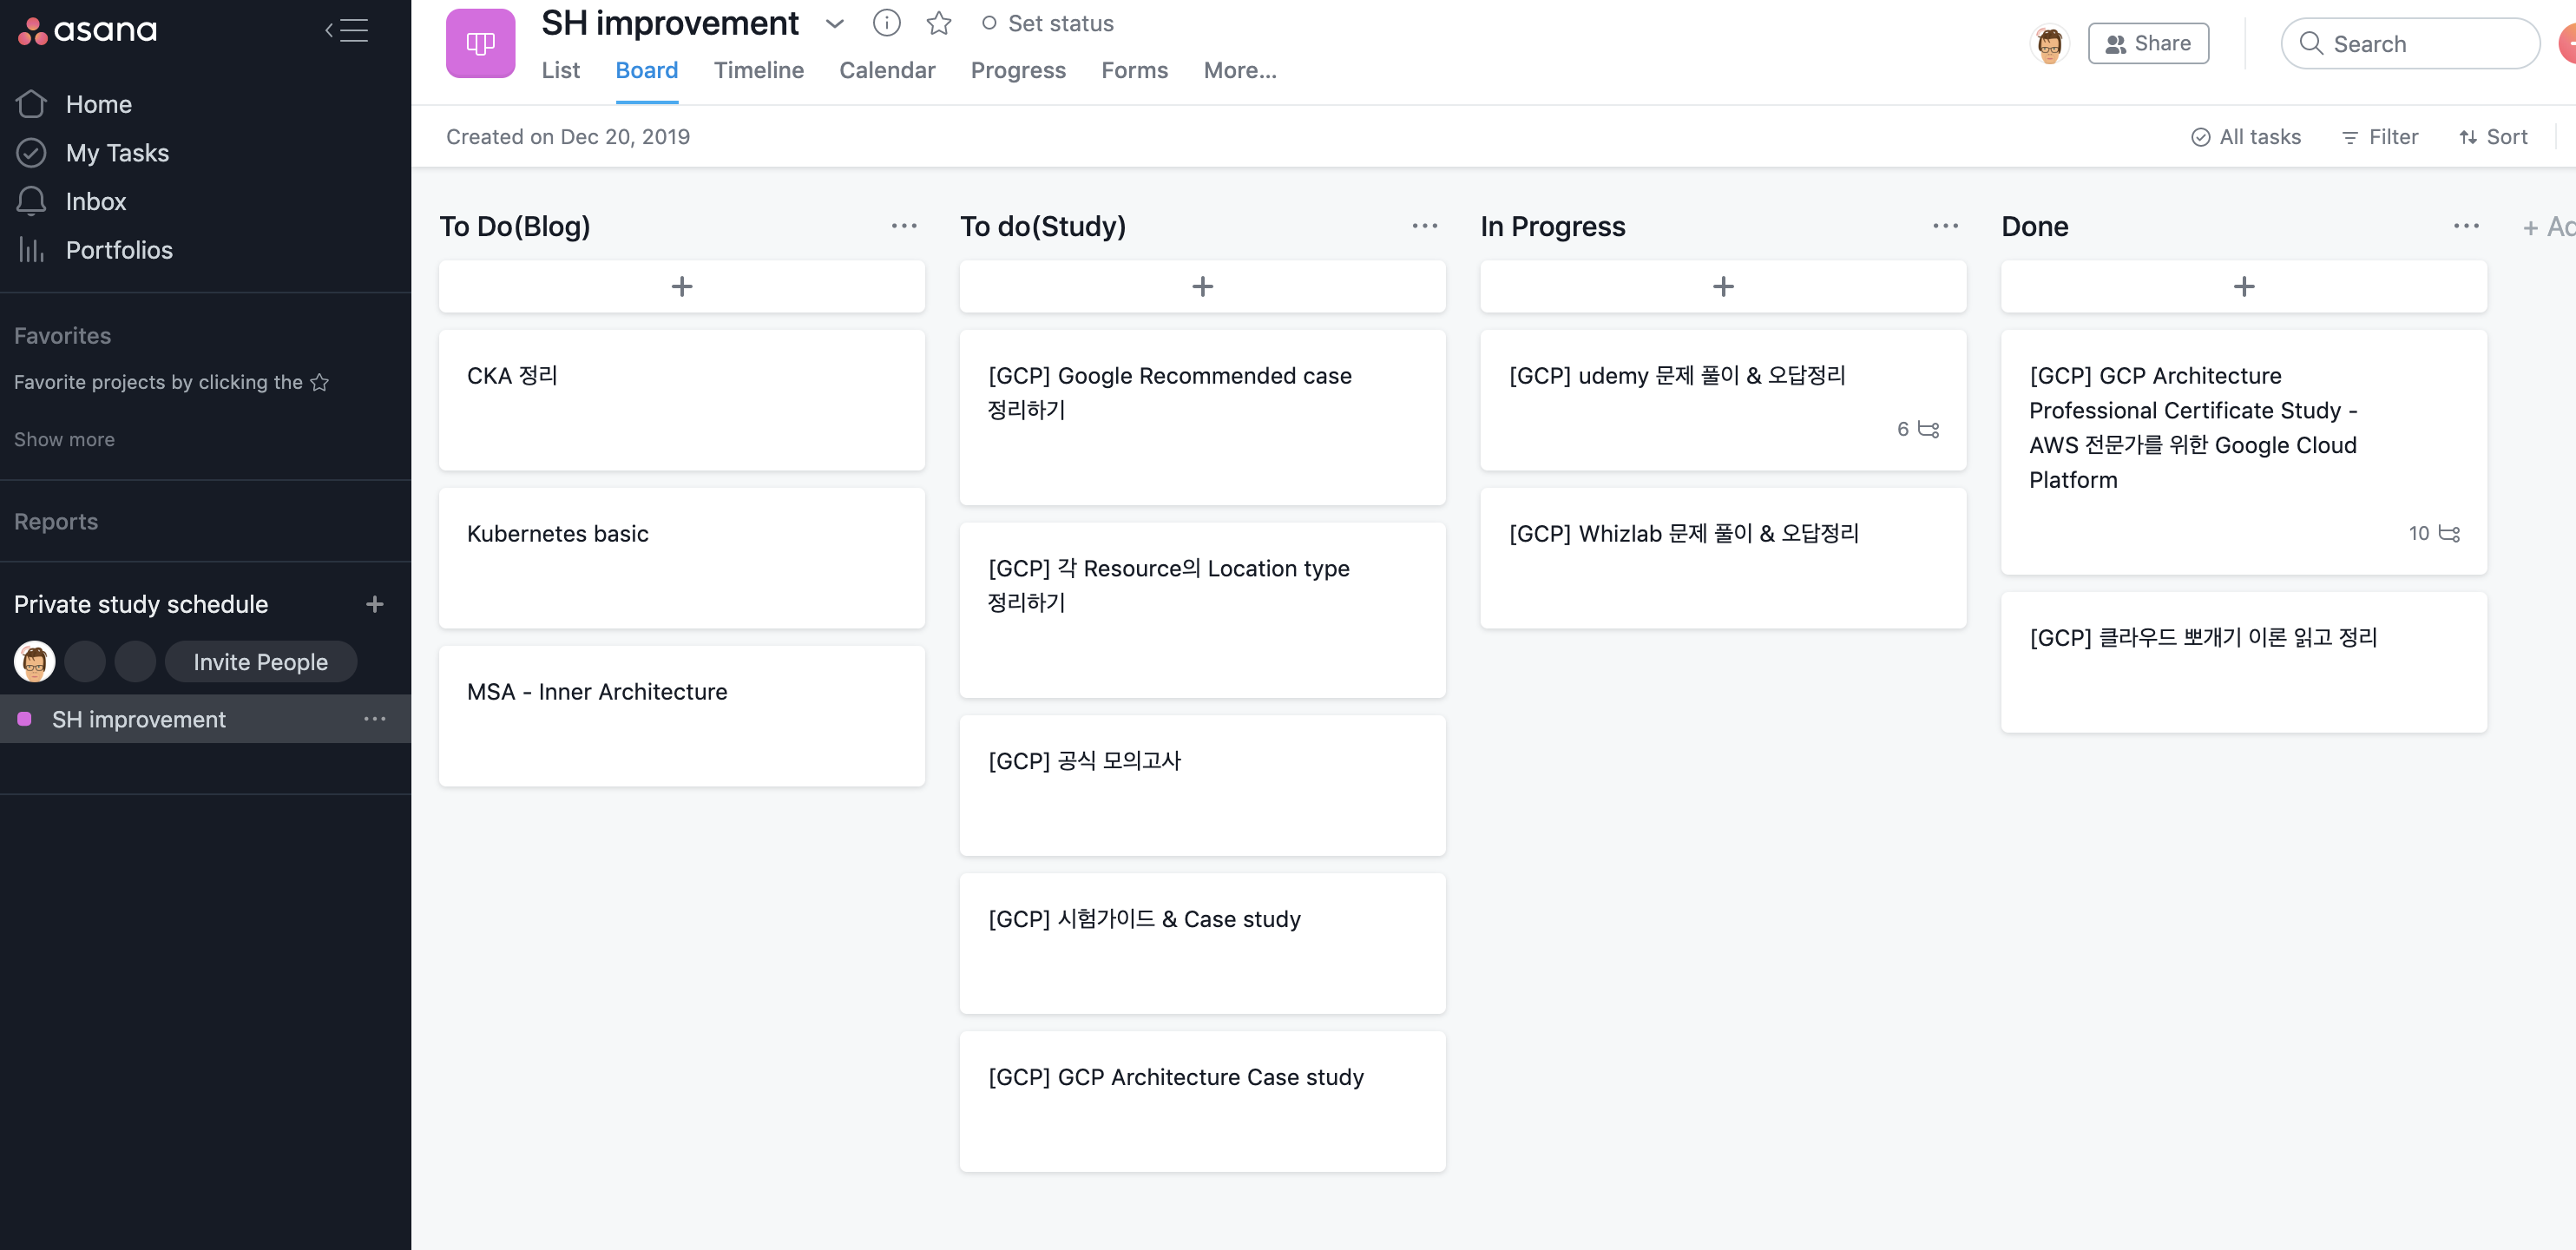 asana
Home
My Tasks
Inbox
Portfolios
Favorites
Favorite projects by clicking the
Show more
Reports
Private study schedule
Invite People
SH improvement
SH improvement
Set status
List
Board
Timeline
Calendar
Progress
Forms
More...
Share
Search
Created on Dec 20, 2019
All tasks
Filter
Sort
To Do(Blog)
CKA 정리
Kubernetes basic
MSA - Inner Architecture
To do(Study)
[GCP] Google Recommended case
정리하기
[GCP] 각 Resource의 Location type
정리하기
[GCP] 공식 모의고사
[GCP] 시험가이드 & Case study
[GCP] GCP Architecture Case study
In Progress
[GCP] udemy 문제 풀이 & 오답정리
6
[GCP] Whizlab 문제 풀이 & 오답정리
Done
[GCP] GCP Architecture
Professional Certificate Study -
AWS 전문가를 위한 Google Cloud
Platform
10
[GCP] 클라우드 뽀개기 이론 읽고 정리